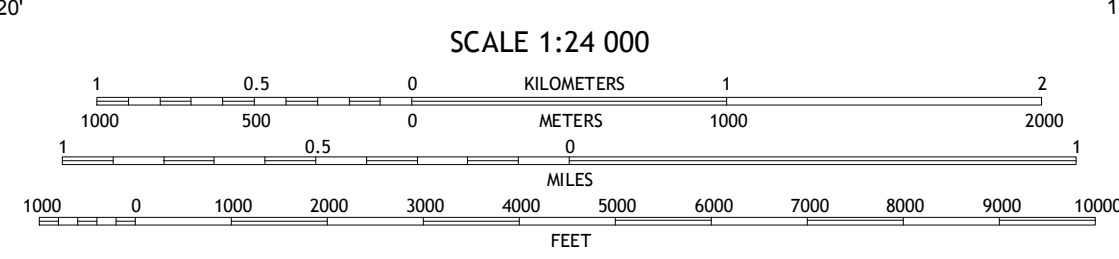 20' 1
SCALE 1:24 000
1 0.5 0 KILOMETERS 1 2
1000 500 0 METERS 1000 2000
1 0.5 0 1
MILES
1000 0 1000 2000 3000 4000 5000 6000 7000 8000 9000 10000
FEET